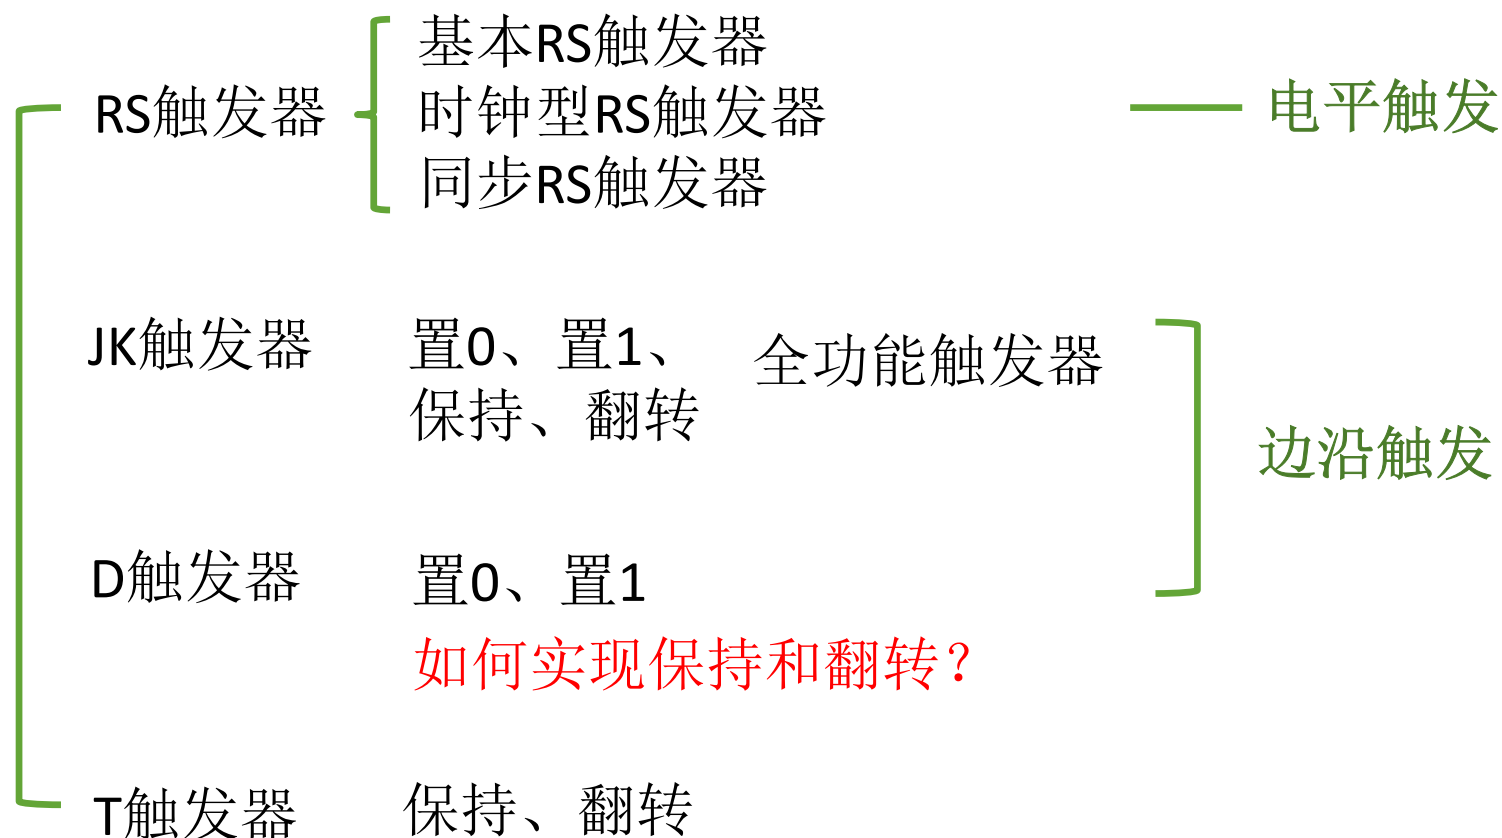 基本RS触发器
RS触发器
时钟型RS触发器
电平触发
同步RS触发器
JK触发器
置0、置1、
保持、翻转
全功能触发器
边沿触发
D触发器
置0、置1
如何实现保持和翻转？
T触发器
保持、翻转